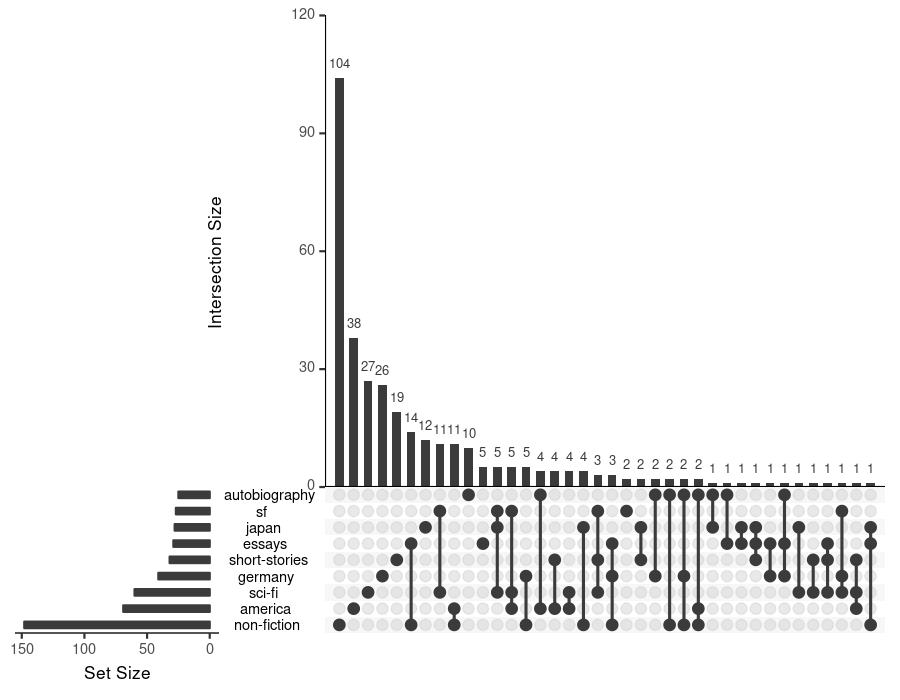 120
104
90
Intersection Size
60
38
30
27 26
19
14 12 11 11 10
5 5 5 5 4 4 4 4 3 3 2 2 2 2 2 2 1 1 1 1 1 1 1 1 1 1 1 1
0
autobiography
sf
japan
essays
short-stories
germany
sci-fi
america
non-fiction
150 100 50 0
Set Size